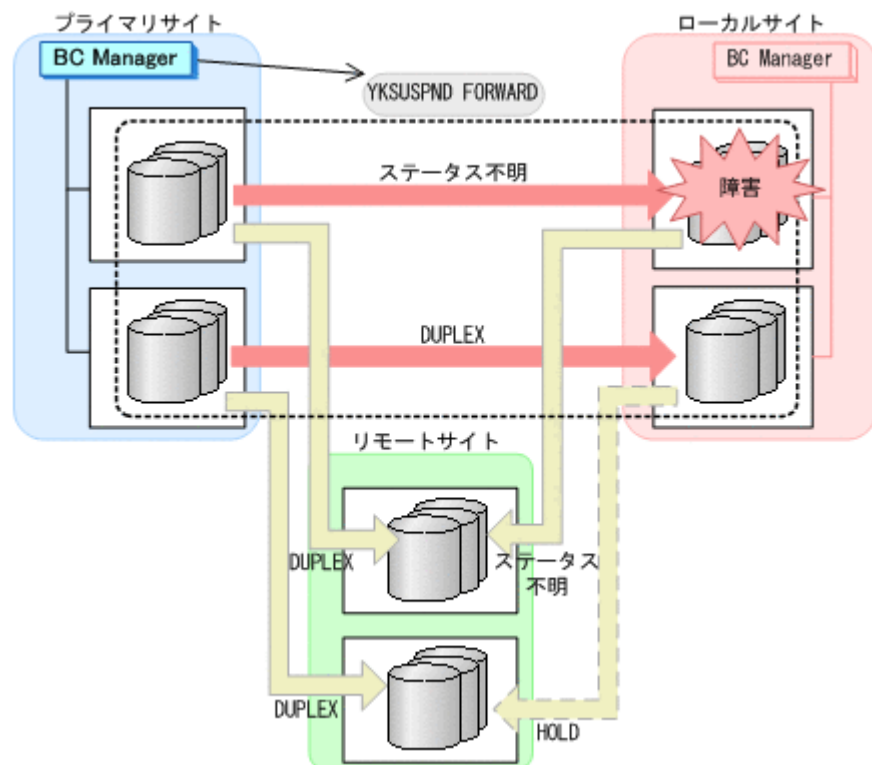 プライマリサイト
ローカルサイト
BC Manager
BC Manager
YKSUSPND FORWARD
ステータス不明
障害
DUPLEX
リモートサイト
DUPLEX
ステータス
不明
DUPLEX
HOLD